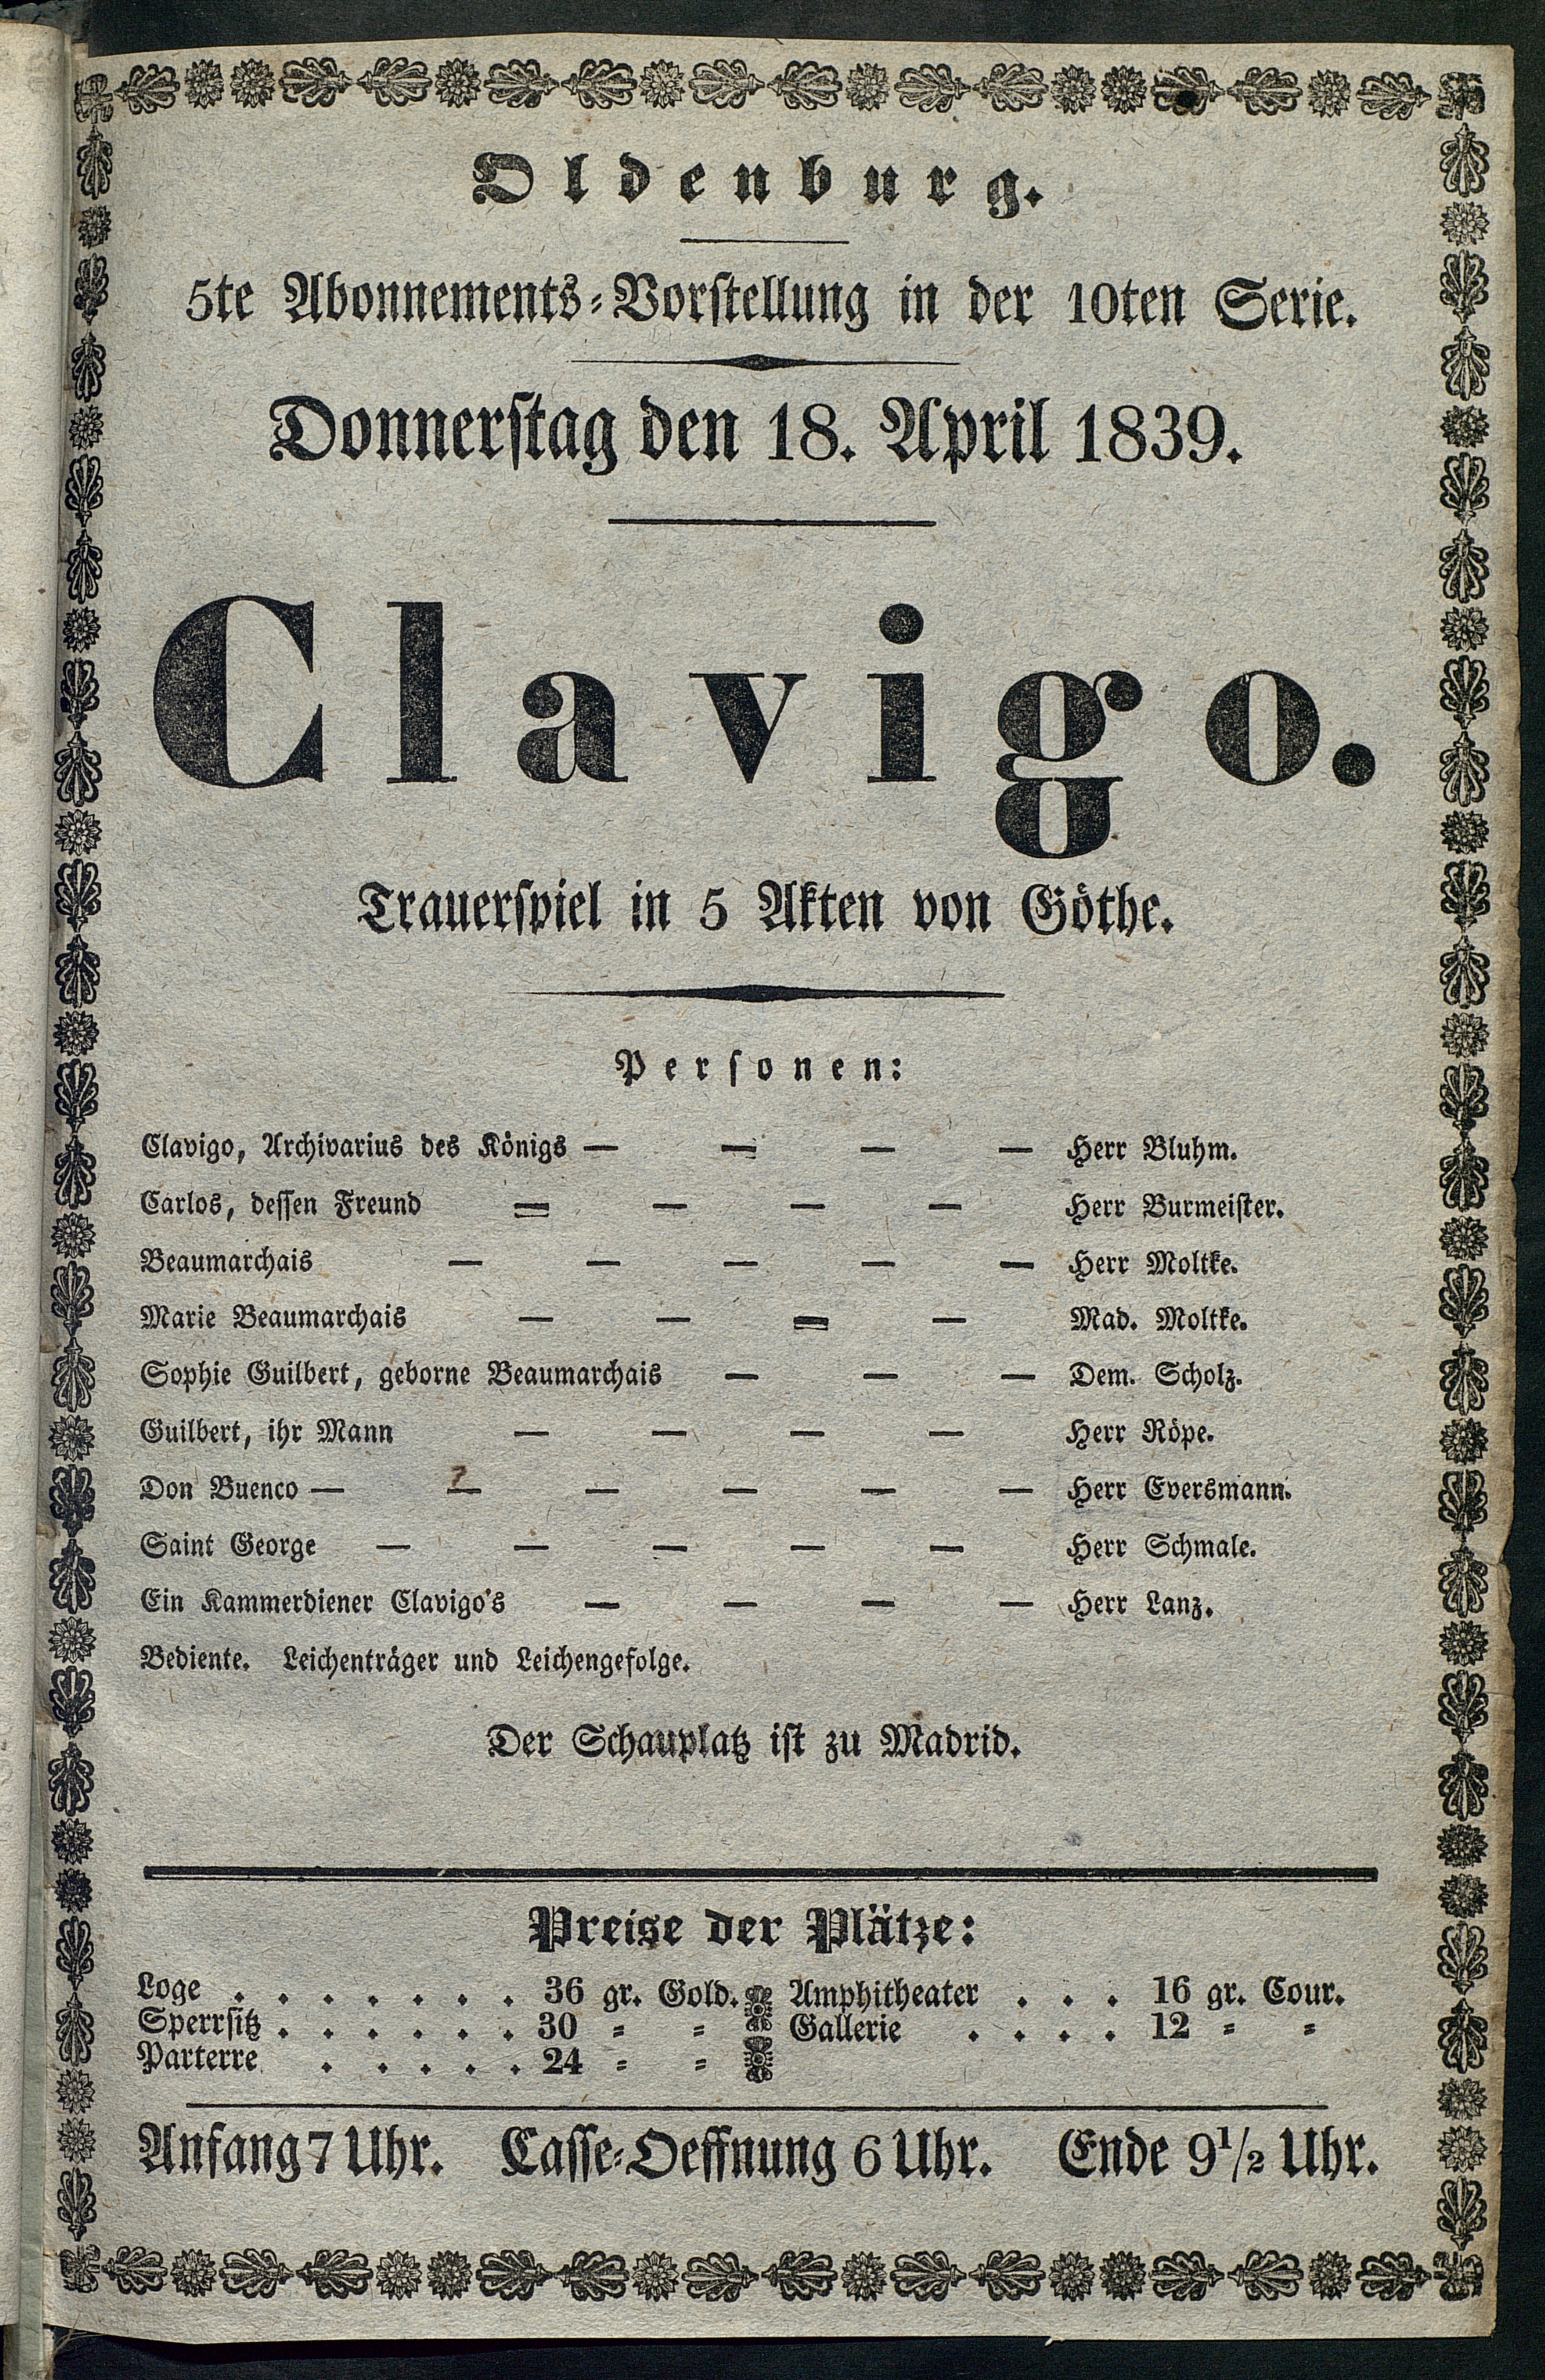 Oldenburg.
5te Abonnements-Vorstellung in der 10ten Serie.
Donnerstag den 18. April 1839.
Clavigo.
Trauerspiel in 5 Akten von Göthe.
Personen:
Clavigo, Archivarius des Königs — — — — Herr Bluhm.
Carlos, dessen Freund — — — — Herr Burmeister.
Beaumarchais — — — — — Herr Moltke.
Marie Beaumarchais — — — — Mad. Moltke.
Sophie Guilbert, geborne Beaumarchais — — — Dem. Scholz.
Guilbert, ihr Mann — — — — Herr Röpe.
Don Buenco — — — — — — Herr Eversmann.
Saint George — — — — — Herr Schmale.
Ein Kammerdiener Clavigo's — — — — Herr Lanz.
Bediente. Leichenträger und Leichengefolge.
Der Schauplatz ist zu Madrid.
Preise der Plätze:
Loge . . . . . . . 36 gr. Gold. Amphitheater . . . 16 gr. Cour.
Sperrsitz . . . . . . 30 = = Gallerie . . . . 12 = =
Parterre . . . . . 24 = =
Anfang 7 Uhr. Casse-Oeffnung 6 Uhr. Ende 9 1/2 Uhr.